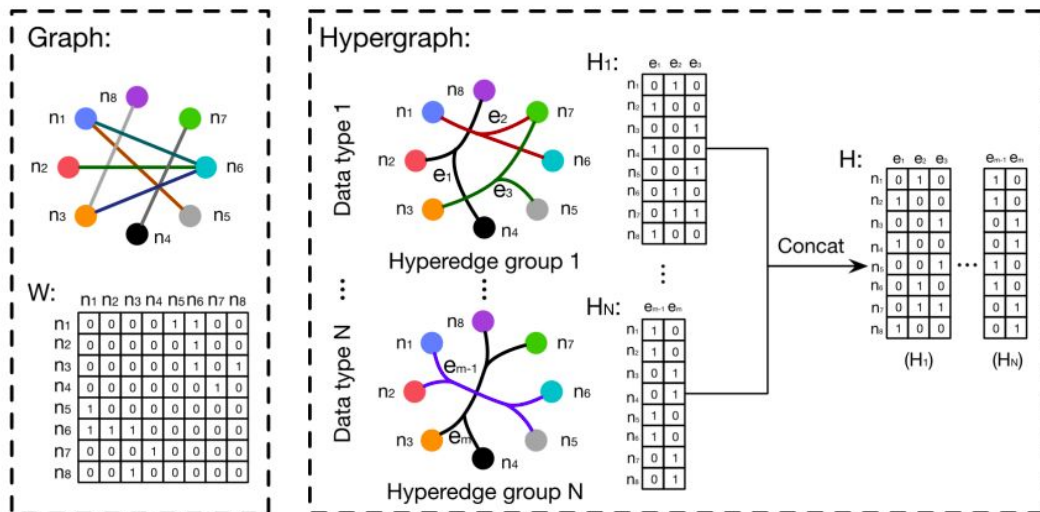 Graph:
n8
n1
n7
n2
n6
n3
n5
n4
W:
n1 n2 n3 n4 n5 n6 n7 n8
n1 0 0 0 0 1 1 0 0
n2 0 0 0 0 0 1 0 0
n3 0 0 0 0 0 1 0 1
n4 0 0 0 0 0 0 1 0
n5 1 0 0 0 0 0 0 0
n6 1 1 1 0 0 0 0 0
n7 0 0 0 1 0 0 0 0
n8 0 0 1 0 0 0 0 0
Hypergraph:
Data type 1
n8
n1
n7
e2
n2
n6
e1
e3
n3
n5
n4
Hyperedge group 1
...
...
Data type N
n8
n1
n7
em-1
n2
n6
n3
em
n5
n4
Hyperedge group N
H1:
e1 e2 e3
n1 0 1 0
n2 1 0 0
n3 0 0 1
n4 1 0 0
n5 0 0 1
n6 0 1 0
n7 0 1 1
n8 1 0 0
...
HN:
em-1 em
n1 1 0
n2 1 0
n3 0 1
n4 0 1
n5 1 0
n6 1 0
n7 0 1
n8 0 1
Concat
H:
e1 e2 e3 em-1 em
n1 0 1 0 1 0
n2 1 0 0 1 0
n3 0 0 1 0 1
n4 1 0 0 0 1
n5 0 0 1 ... 1 0
n6 0 1 0 1 0
n7 0 1 1 0 1
n8 1 0 0 0 1
(H1) (HN)